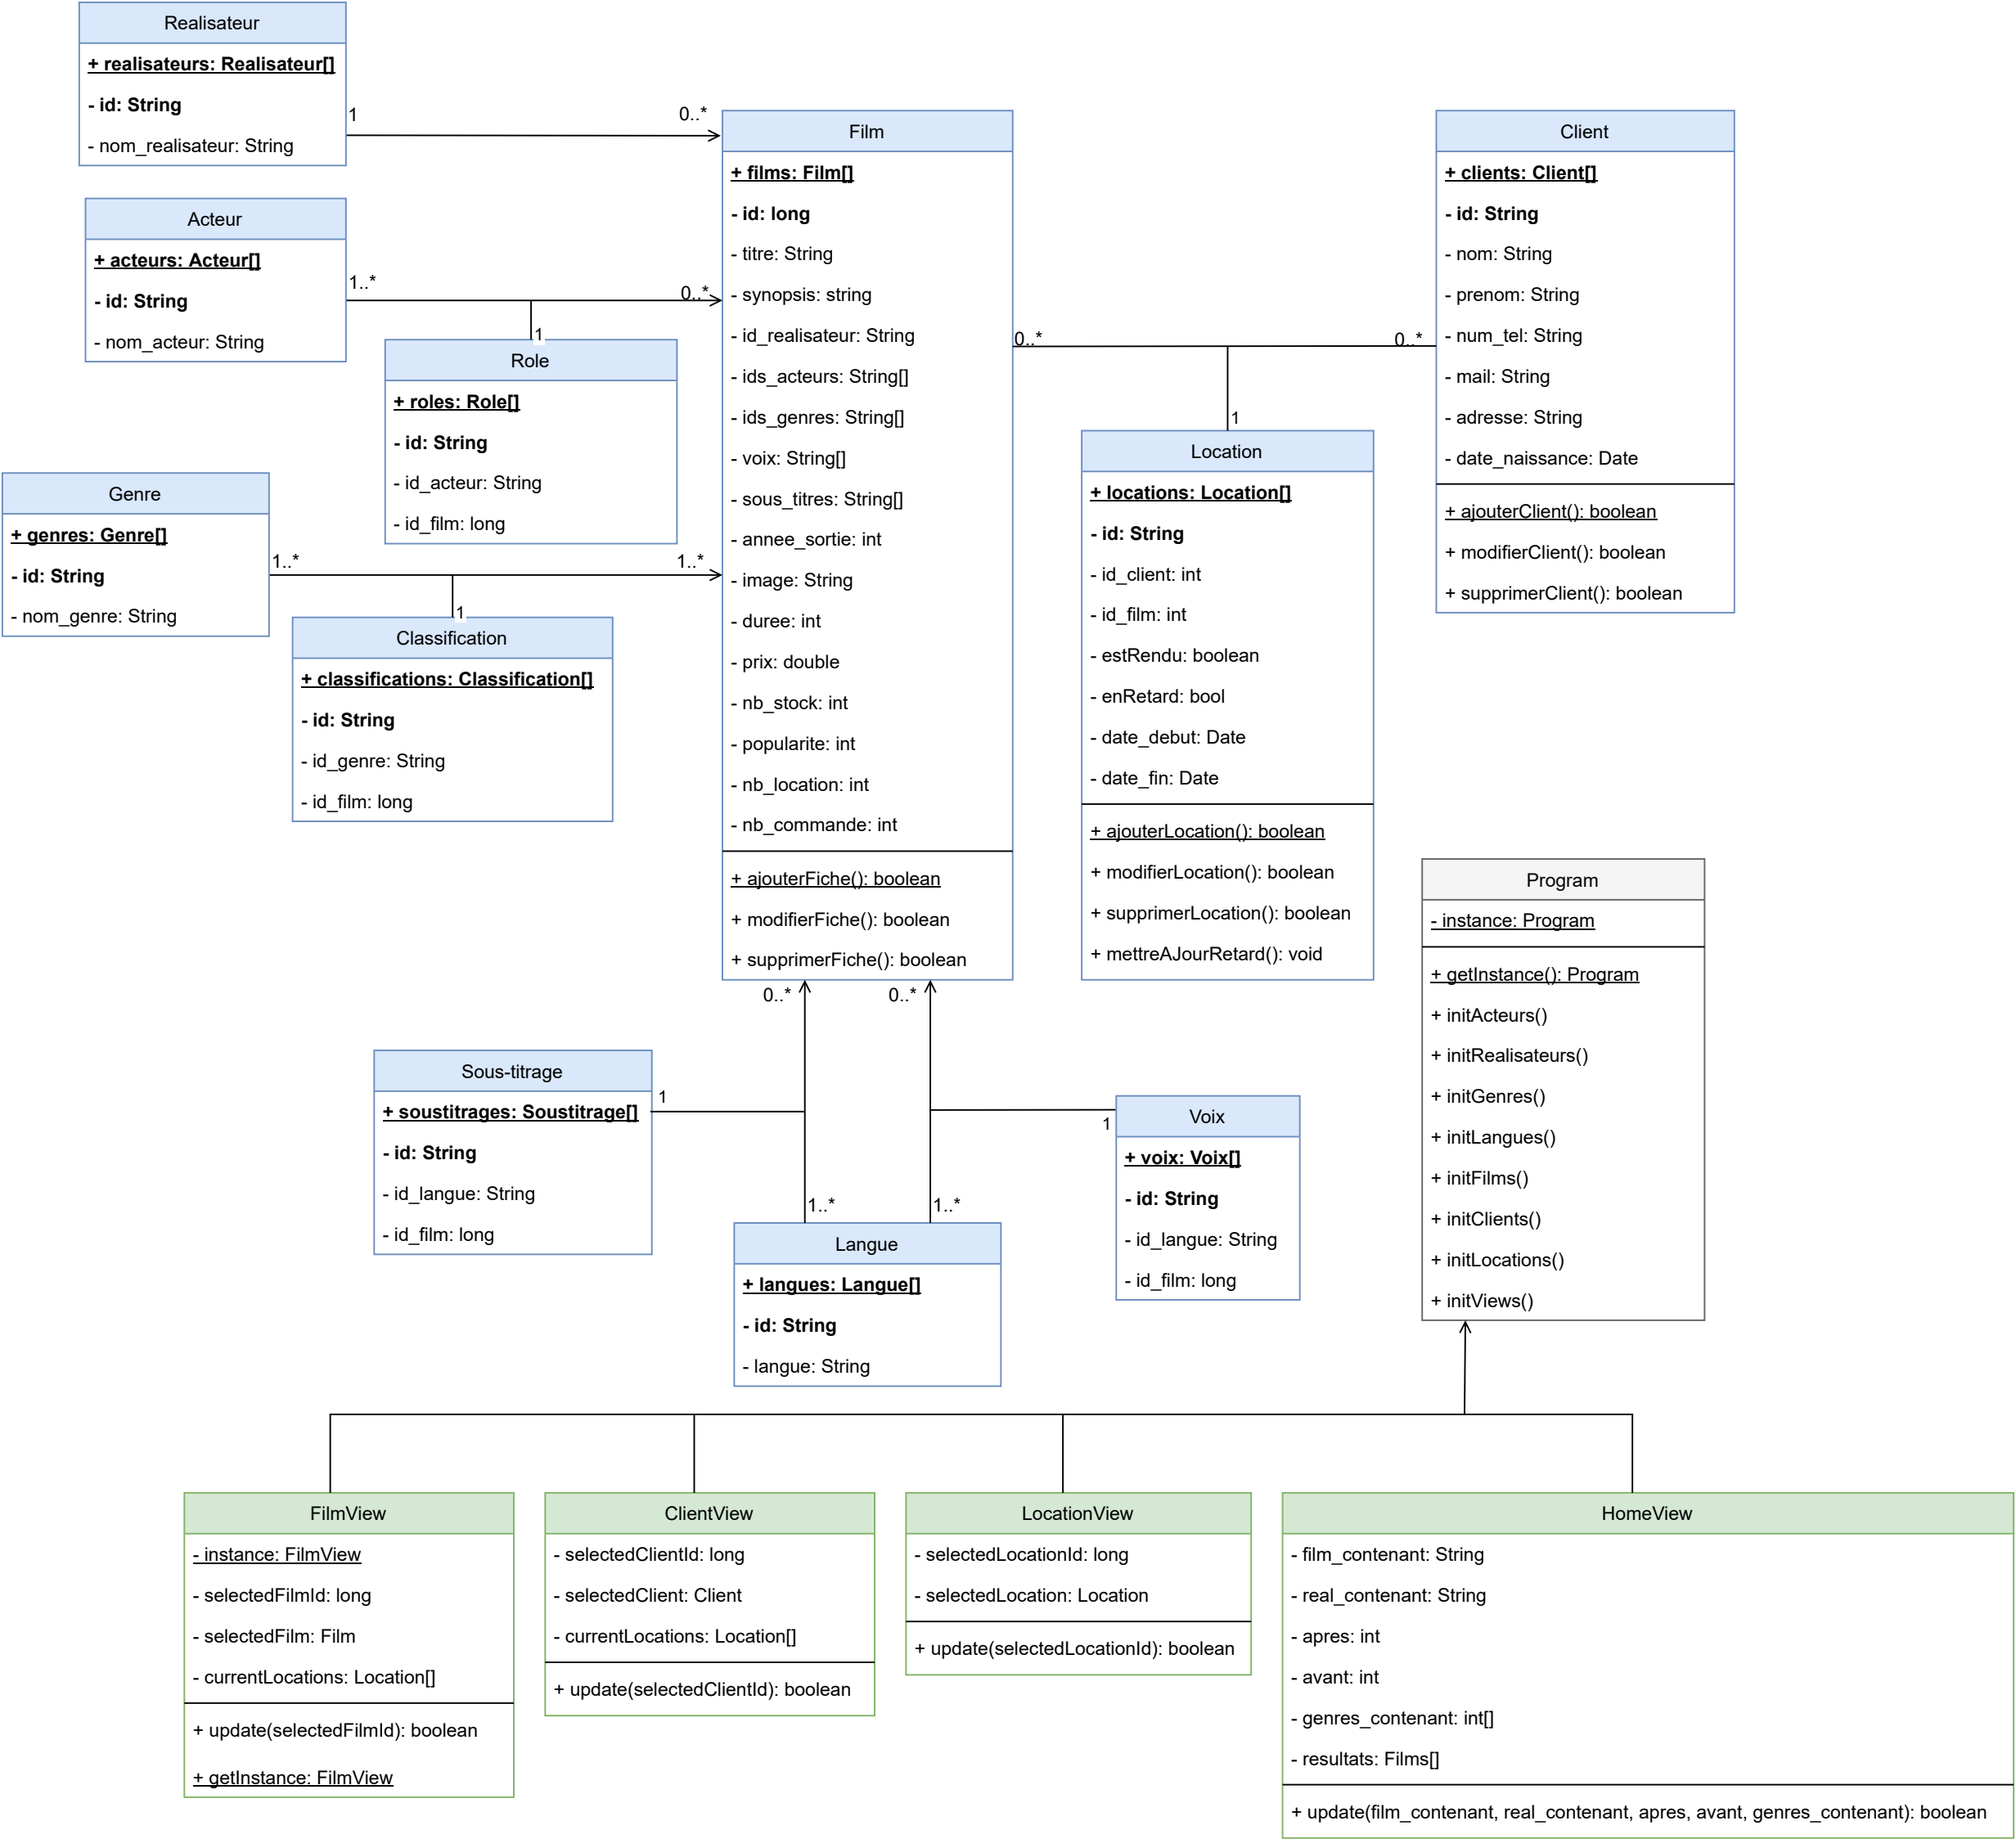 Realisateur
+ realisateurs: Realisateur[]
- id: String
- nom_realisateur: String
1
0..*
Acteur
+ acteurs: Acteur[]
- id: String
- nom_acteur: String
1..*
0..*
1
Role
+ roles: Role[]
- id: String
- id_acteur: String
- id_film: long
Genre
+ genres: Genre[]
- id: String
- nom_genre: String
1..*
1..*
1
Classification
+ classifications: Classification[]
- id: String
- id_genre: String
- id_film: long
Film
+ films: Film[]
- id: long
- titre: String
- synopsis: string
- id_realisateur: String
- ids_acteurs: String[]
- ids_genres: String[]
- voix: String[]
- sous_titres: String[]
- annee_sortie: int
- image: String
- duree: int
- prix: double
- nb_stock: int
- popularite: int
- nb_location: int
- nb_commande: int
+ ajouterFiche(): boolean
+ modifierFiche(): boolean
+ supprimerFiche(): boolean
0..*
0..*
1
Location
+ locations: Location[]
- id: String
- id_client: int
- id_film: int
- estRendu: boolean
- enRetard: bool
- date_debut: Date
- date_fin: Date
+ ajouterLocation(): boolean
+ modifierLocation(): boolean
+ supprimerLocation(): boolean
+ mettreAJourRetard(): void
Client
+ clients: Client[]
- id: String
- nom: String
- prenom: String
- num_tel: String
- mail: String
- adresse: String
- date_naissance: Date
+ ajouterClient(): boolean
+ modifierClient(): boolean
+ supprimerClient(): boolean
Program
- instance: Program
+ getInstance(): Program
+ initActeurs()
+ initRealisateurs()
+ initGenres()
+ initLangues()
+ initFilms()
+ initClients()
+ initLocations()
+ initViews()
0..*
0..*
Sous-titrage
+ soustitrages: Soustitrage[]
- id: String
- id_langue: String
- id_film: long
1
1
Voix
+ voix: Voix[]
- id: String
- id_langue: String
- id_film: long
1..*
1..*
Langue
+ langues: Langue[]
- id: String
- langue: String
FilmView
- instance: FilmView
- selectedFilmId: long
- selectedFilm: Film
- currentLocations: Location[]
+ update(selectedFilmId): boolean
+ getInstance: FilmView
ClientView
- selectedClientId: long
- selectedClient: Client
- currentLocations: Location[]
+ update(selectedClientId): boolean
LocationView
- selectedLocationId: long
- selectedLocation: Location
+ update(selectedLocationId): boolean
HomeView
- film_contenant: String
- real_contenant: String
- apres: int
- avant: int
- genres_contenant: int[]
- resultats: Films[]
+ update(film_contenant, real_contenant, apres, avant, genres_contenant): boolean